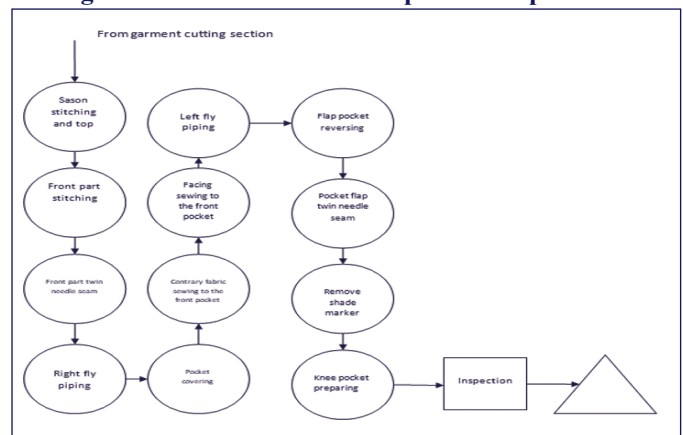 From garment cutting section
Sason
stitching
and top
Front part
stitching
Front part twin
needle seam
Right fly
piping
Pocket
covering
Contrary fabric
sewing to the
front pocket
Facing
sewing to
the front
pocket
Left fly
piping
Flap pocket
reversing
Pocket flap
twin needle
seam
Remove
shade
marker
Knee pocket
preparing
Inspection